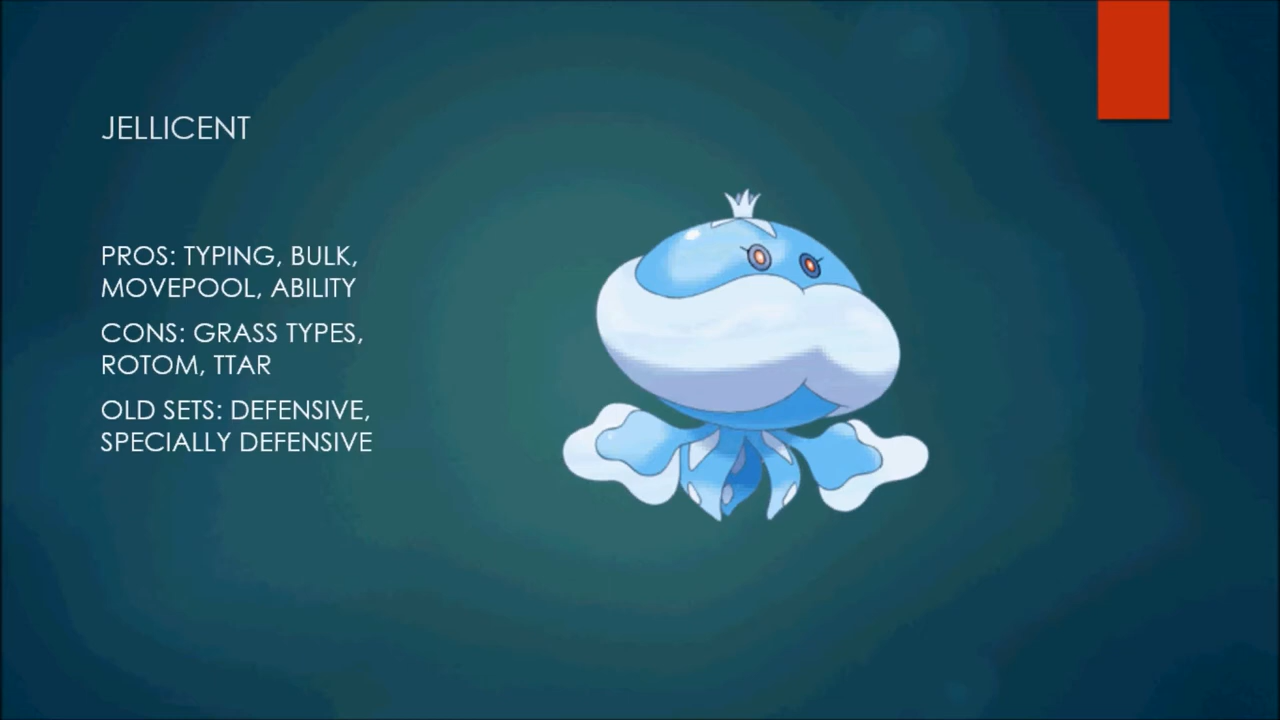 JELLICENT
PROS: TYPING, BULK,
MOVEPOOL, ABILITY
CONS: GRASS TYPES,
ROTOM, TTAR
OLD SETS: DEFENSIVE,
SPECIALLY DEFENSIVE